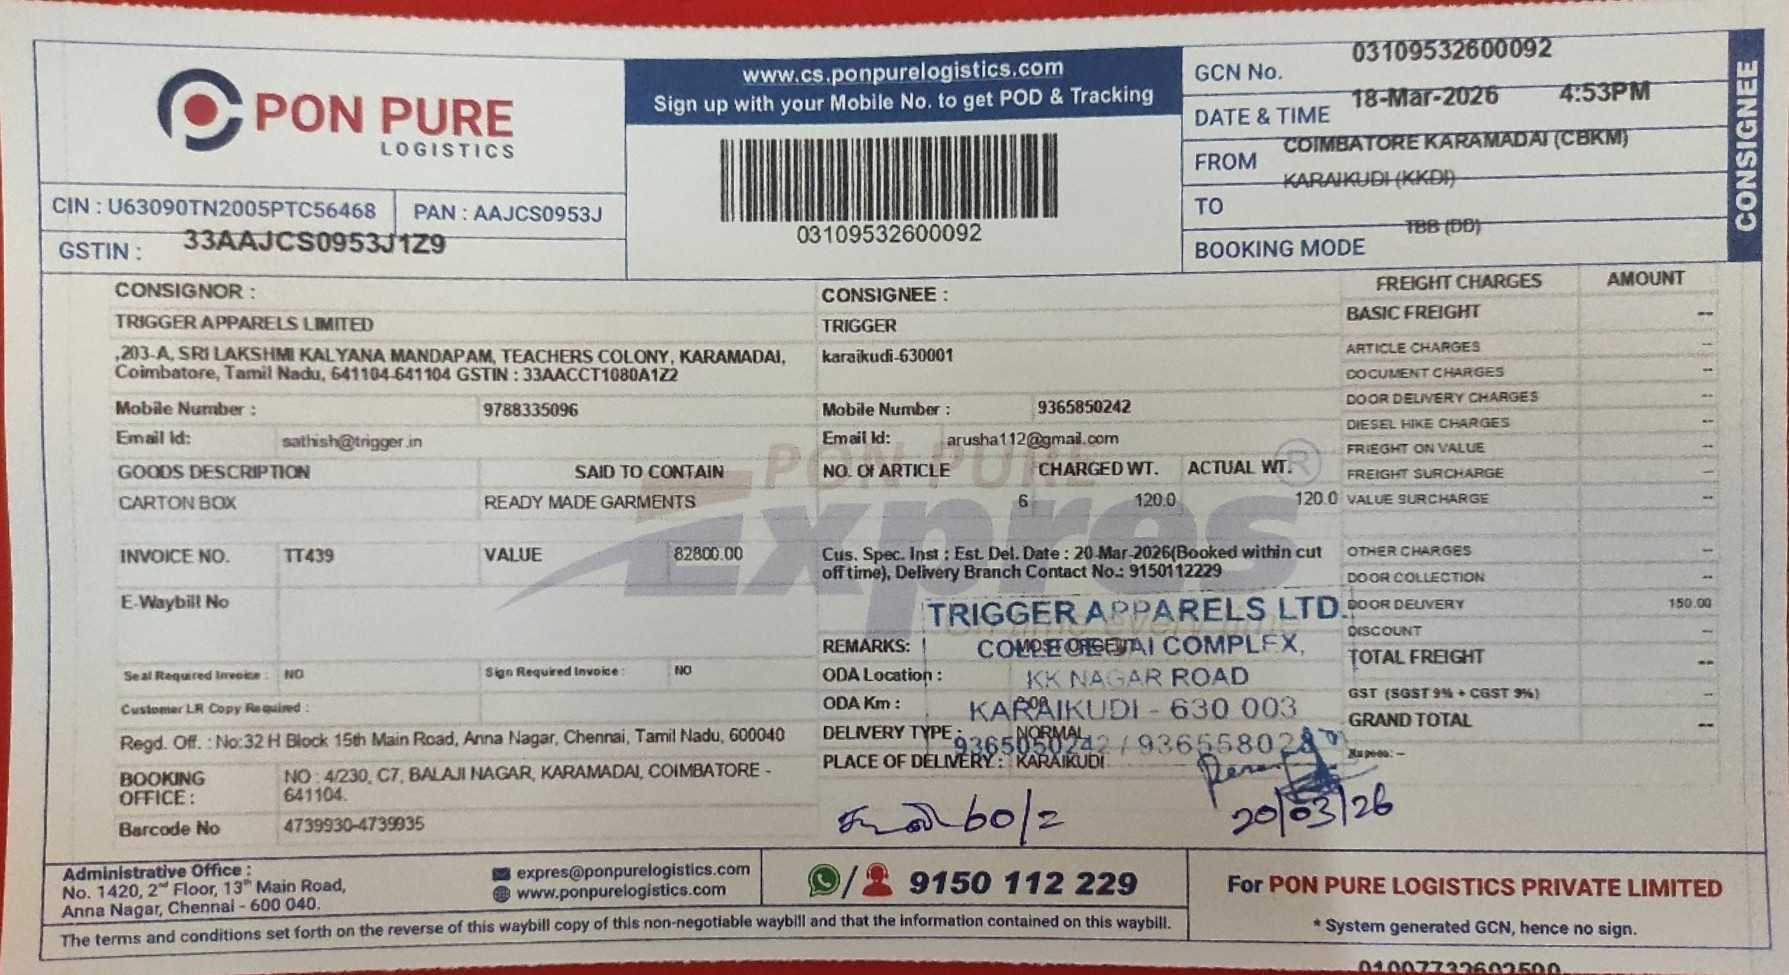 PON PURE
LOGISTICS
www.cs.ponpurelogistics.com
Sign up with your Mobile No. to get POD & Tracking
03109532600092
GCN No. 03109532600092
DATE & TIME 18-Mar-2026 4:53PM
FROM COIMBATORE KARAMADAI (CBKM)
TO KARAIKUDI (KKDI)
BOOKING MODE TBB (DD)
CONSIGNEE
CIN : U63090TN2005PTC56468 PAN : AAJCS0953J
GSTIN : 33AAJCS0953J1Z9
CONSIGNOR :
TRIGGER APPARELS LIMITED
,203-A, SRI LAKSHMI KALYANA MANDAPAM, TEACHERS COLONY, KARAMADAI,
Coimbatore, Tamil Nadu, 641104-641104 GSTIN : 33AACCT1080A1Z2
Mobile Number : 9788335096
Email Id: sathish@trigger.in
GOODS DESCRIPTION SAID TO CONTAIN
CARTON BOX READY MADE GARMENTS
INVOICE NO. TT439 VALUE 82800.00
E-Waybill No
Seal Required Invoice : NO Sign Required Invoice : NO
Customer LR Copy Required :
Regd. Off. : No:32 H Block 15th Main Road, Anna Nagar, Chennai, Tamil Nadu, 600040
BOOKING OFFICE : NO : 4/230, C7, BALAJI NAGAR, KARAMADAI, COIMBATORE -
641104.
Barcode No 4739930-4739935
CONSIGNEE :
TRIGGER
karaikudi-630001
Mobile Number : 9365850242
Email Id: arusha112@gmail.com
NO. Of ARTICLE CHARGED WT. ACTUAL WT.
6 120.0 120.0
PON PURE
Expres
®
Cus. Spec. Inst : Est. Del. Date : 20-Mar-2026(Booked within cut
off time), Delivery Branch Contact No.: 9150112229
REMARKS:
ODA Location :
ODA Km :
DELIVERY TYPE : NORMAL
PLACE OF DELIVERY : KARAIKUDI
TRIGGER APPARELS LTD.
COMPLEX,
KK NAGAR ROAD
KARAIKUDI - 630 003
20/03/26
60/2
FREIGHT CHARGES AMOUNT
BASIC FREIGHT --
ARTICLE CHARGES --
DOCUMENT CHARGES --
DOOR DELIVERY CHARGES --
DIESEL HIKE CHARGES --
FRIEGHT ON VALUE --
FREIGHT SURCHARGE --
VALUE SURCHARGE --
OTHER CHARGES --
DOOR COLLECTION --
DOOR DELIVERY 150.00
DISCOUNT --
TOTAL FREIGHT --
GST (SGST 9% + CGST 9%) --
GRAND TOTAL --
Rupees: --
Administrative Office :
No. 1420, 2nd Floor, 13th Main Road,
Anna Nagar, Chennai - 600 040.
expres@ponpurelogistics.com
www.ponpurelogistics.com
/ 9150 112 229
For PON PURE LOGISTICS PRIVATE LIMITED
* System generated GCN, hence no sign.
The terms and conditions set forth on the reverse of this waybill copy of this non-negotiable waybill and that the information contained on this waybill.